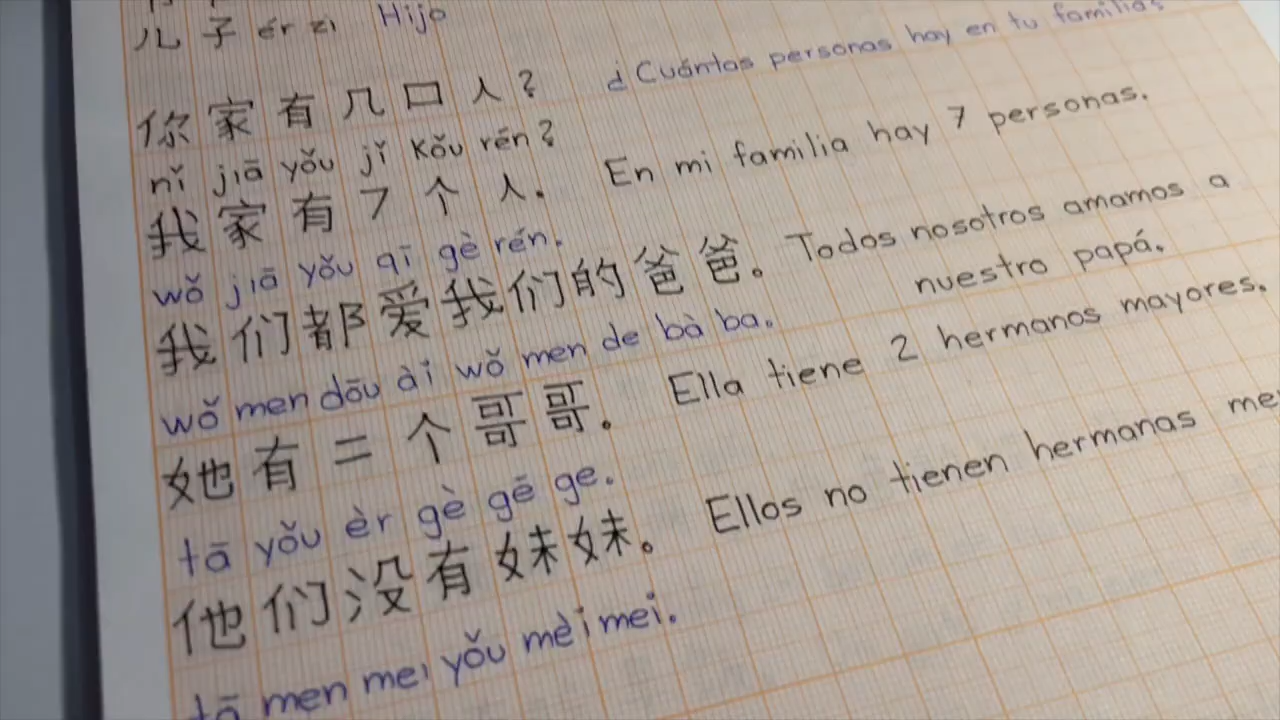 儿子 ér zi Hijo
你家有几口人? ¿Cuántas personas hay en tu familias
nǐ jiā yǒu jǐ kǒu rén?
我家有7个人. En mi familia hay 7 personas.
wǒ jiā yǒu qī gè rén.
我们都爱我们的爸爸。 Todos nosotros amamos a
nuestro papá.
wǒ men dōu ài wǒ men de bà ba.
她有二个哥哥。 Ella tiene 2 hermanos mayores.
tā yǒu èr gè gē ge.
他们没有妹妹。 Ellos no tienen hermanas
tā men mei yǒu mèi mei.